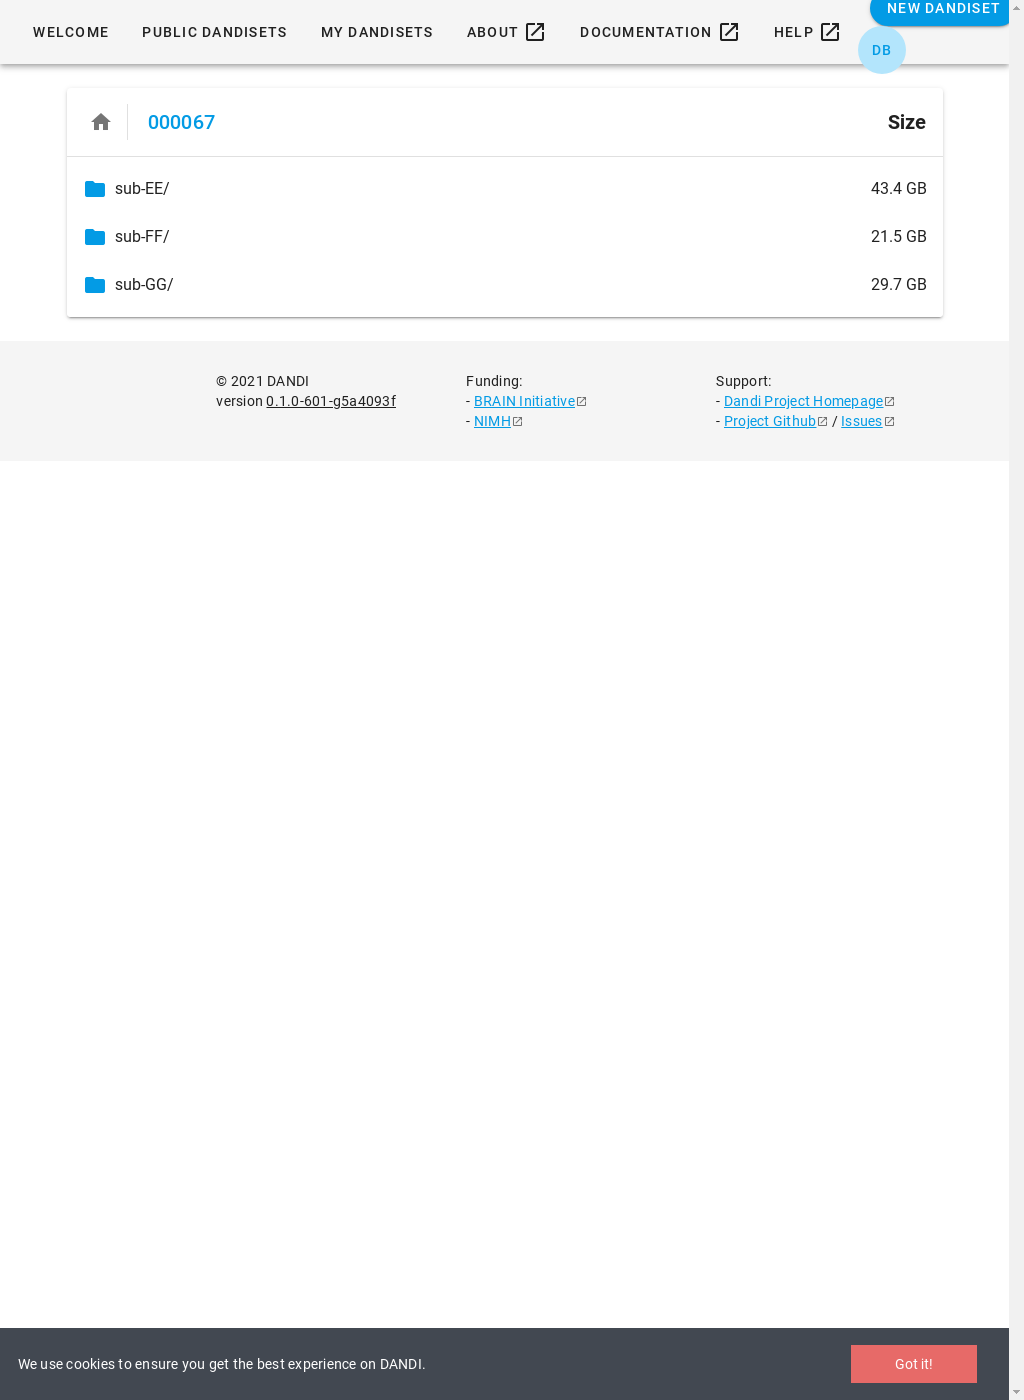 NEW DANDISET
WELCOME PUBLIC DANDISETS MY DANDISETS ABOUT DOCUMENTATION HELP
DB
000067 Size
sub-EE/ 43.4 GB
sub-FF/ 21.5 GB
sub-GG/ 29.7 GB
© 2021 DANDI
version 0.1.0-601-g5a4093f
Funding:
- BRAIN Initiative
- NIMH
Support:
- Dandi Project Homepage
- Project Github / Issues
We use cookies to ensure you get the best experience on DANDI. Got it!